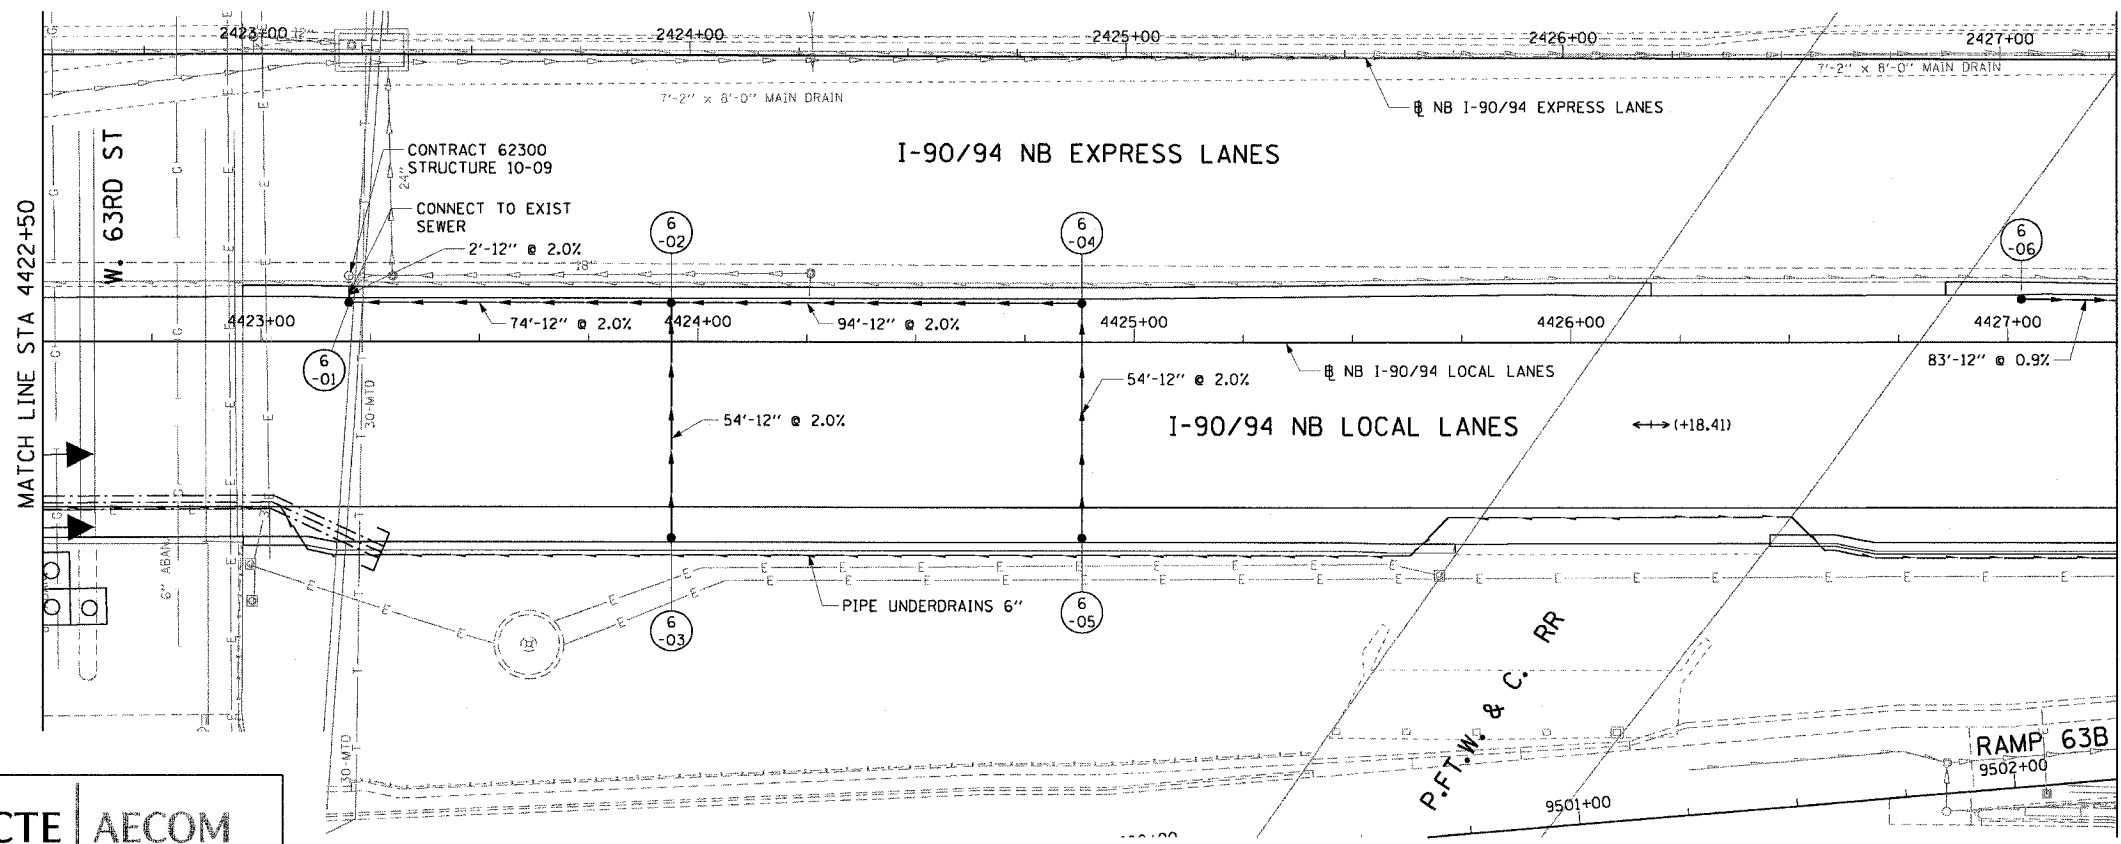 2423+00
12"
2424+00
2425+00
2426+00
2427+00
7'-2" x 8'-0" MAIN DRAIN
7'-2" x 8'-0" MAIN DRAIN
℄ NB I-90/94 EXPRESS LANES
I-90/94 NB EXPRESS LANES
W. 63RD ST
MATCH LINE STA 4422+50
CONTRACT 62300
STRUCTURE 10-09
24"
CONNECT TO EXIST
SEWER
2'-12" @ 2.0%
18"
6
-02
6
-04
6
-06
4423+00
74'-12" @ 2.0%
4424+00
94'-12" @ 2.0%
4425+00
4426+00
4427+00
6
-01
℄ NB I-90/94 LOCAL LANES
83'-12" @ 0.9%
30-MTD
54'-12" @ 2.0%
54'-12" @ 2.0%
I-90/94 NB LOCAL LANES
(+18.41)
6" ABAN
PIPE UNDERDRAINS 6"
6
-03
6
-05
P.FT.W. & C. RR
30-MTD
RAMP 63B
9502+00
9501+00
CTE | AECOM